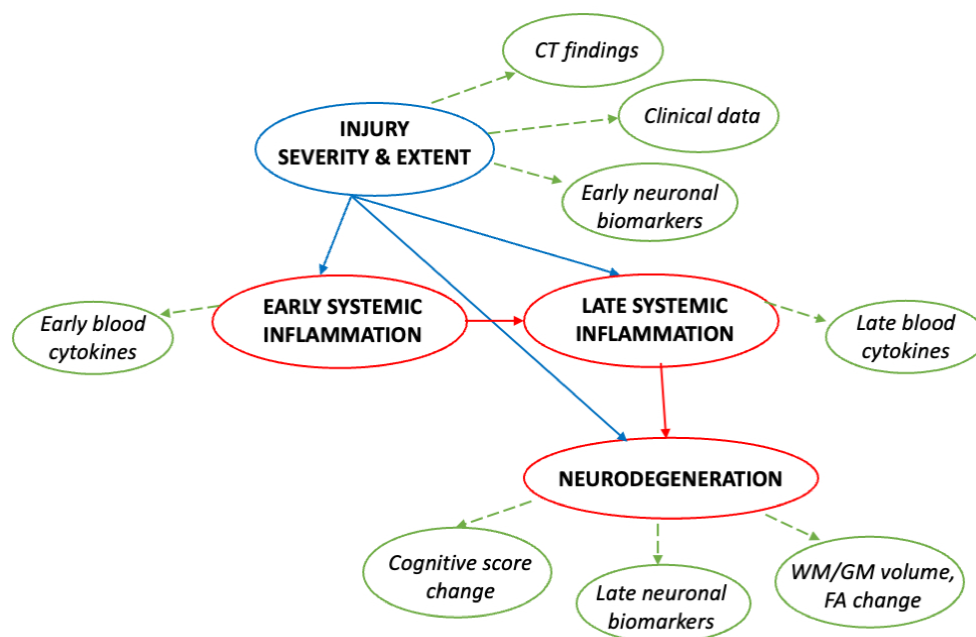 CT findings
Clinical data
INJURY
SEVERITY & EXTENT
Early neuronal
biomarkers
EARLY SYSTEMIC
INFLAMMATION
LATE SYSTEMIC
INFLAMMATION
Early blood
cytokines
Late blood
cytokines
NEURODEGENERATION
Cognitive score
change
Late neuronal
biomarkers
WM/GM volume,
FA change